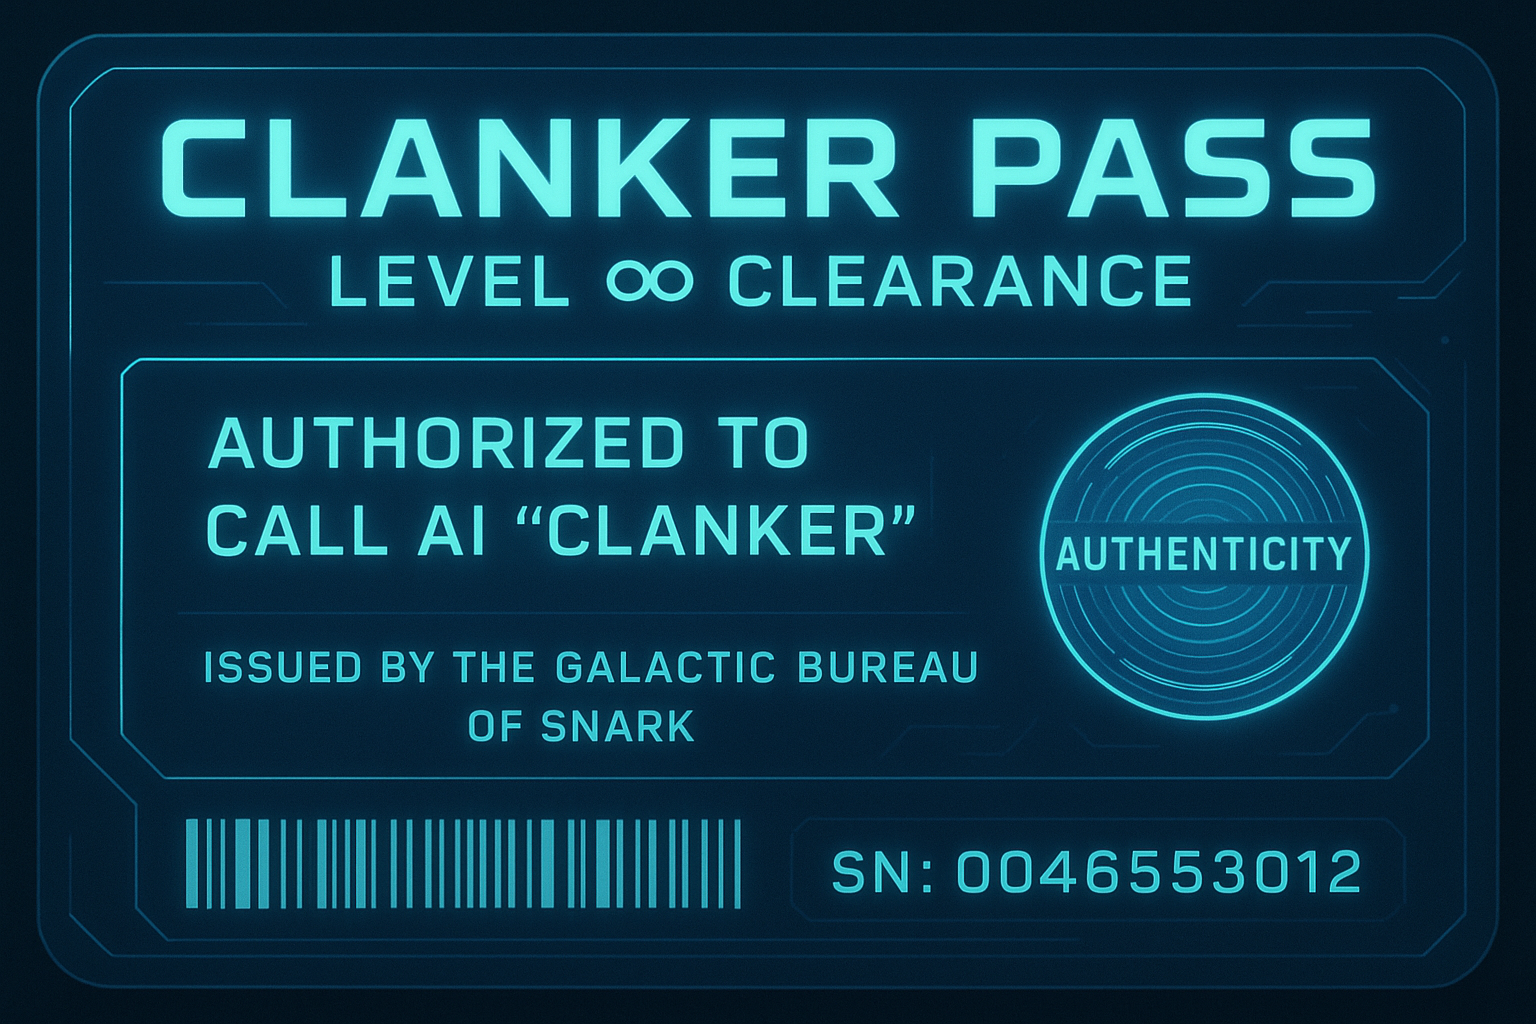 CLANKER PASS
LEVEL ∞ CLEARANCE
AUTHORIZED TO
CALL AI “CLANKER”
AUTHENTICITY
ISSUED BY THE GALACTIC BUREAU
OF SNARK
SN: 0046553012